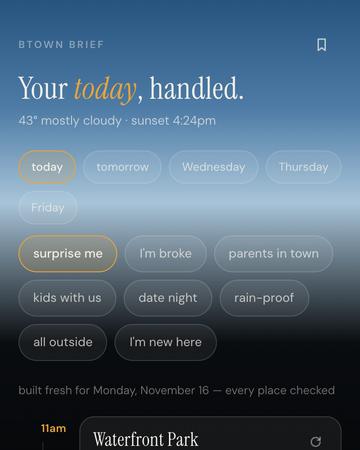 BTOWN BRIEF
Your today, handled.
43° mostly cloudy · sunset 4:24pm
today tomorrow Wednesday Thursday
Friday
surprise me I'm broke parents in town
kids with us date night rain-proof
all outside I'm new here
built fresh for Monday, November 16 — every place checked
11am Waterfront Park